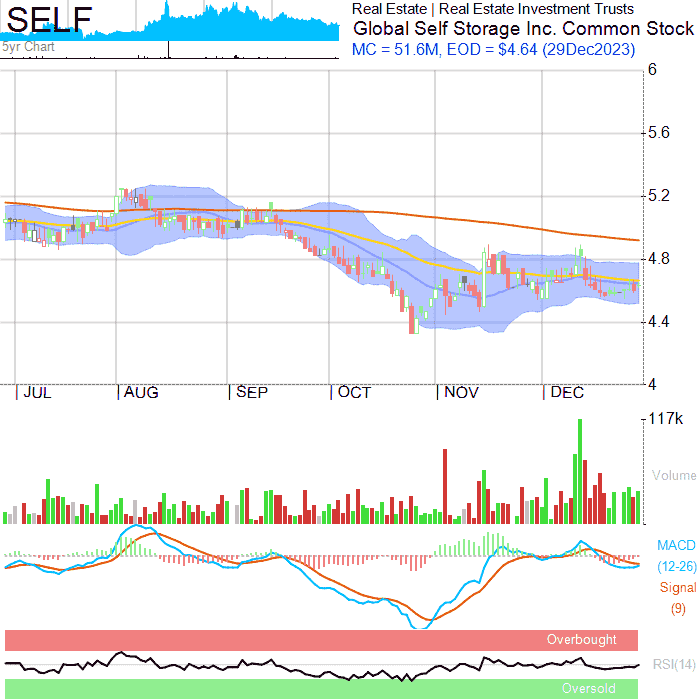 SELF
5yr Chart
Real Estate | Real Estate Investment Trusts
Global Self Storage Inc. Common Stock
MC = 51.6M, EOD = $4.64 (29Dec2023)
6
5.6
5.2
4.8
4.4
4
JUL AUG SEP OCT NOV DEC
117k
Volume
MACD
(12-26)
Signal
(9)
Overbought
RSI(14)
Oversold